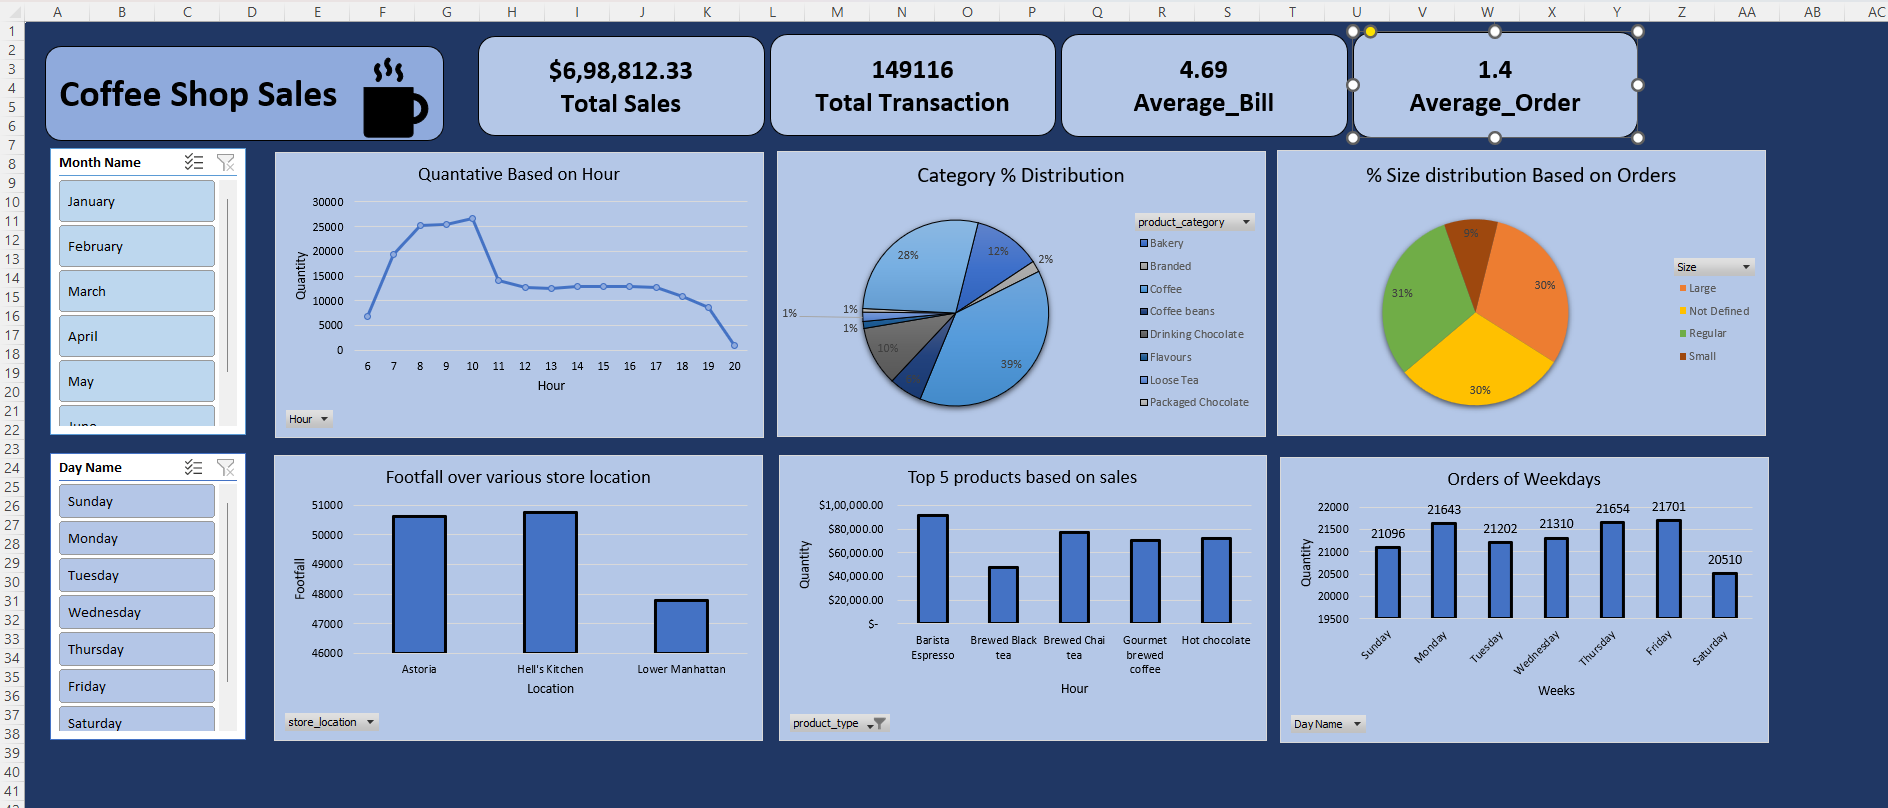 A B C D E F G H I J K L M N O P Q R S T U V W X Y Z AA AB AC
1
2
3
4
5
6
7
8
9
10
11
12
13
14
15
16
17
18
19
20
21
22
23
24
25
26
27
28
29
30
31
32
33
34
35
36
37
38
39
40
41
Coffee Shop Sales
$6,98,812.33
Total Sales
149116
Total Transaction
4.69
Average_Bill
1.4
Average_Order
Month Name
January
February
March
April
May
June
Quantative Based on Hour
30000
25000
20000
15000
10000
5000
0
Quantity
6 7 8 9 10 11 12 13 14 15 16 17 18 19 20
Hour
Hour
Category % Distribution
28%
12%
2%
1%
1%
1%
10%
39%
product_category
Bakery
Branded
Coffee
Coffee beans
Drinking Chocolate
Flavours
Loose Tea
Packaged Chocolate
% Size distribution Based on Orders
9%
30%
31%
30%
Size
Large
Not Defined
Regular
Small
Day Name
Sunday
Monday
Tuesday
Wednesday
Thursday
Friday
Saturday
Footfall over various store location
51000
50000
49000
48000
47000
46000
Footfall
Astoria Hell's Kitchen Lower Manhattan
Location
store_location
Top 5 products based on sales
$1,00,000.00
$80,000.00
$60,000.00
$40,000.00
$20,000.00
$-
Quantity
Barista Espresso
Brewed Black tea
Brewed Chai tea
Gourmet brewed coffee
Hot chocolate
Hour
product_type
Orders of Weekdays
22000
21500
21000
20500
20000
19500
Quantity
21096
21643
21202
21310
21654
21701
20510
Sunday
Monday
Tuesday
Wednesday
Thursday
Friday
Saturday
Weeks
Day Name